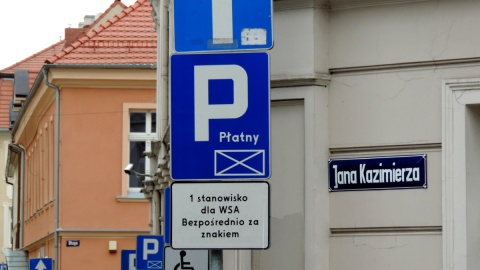 P
Płatny
1 stanowisko
dla WSA
Bezpośrednio za
znakiem
Jana Kazimierza
P
P